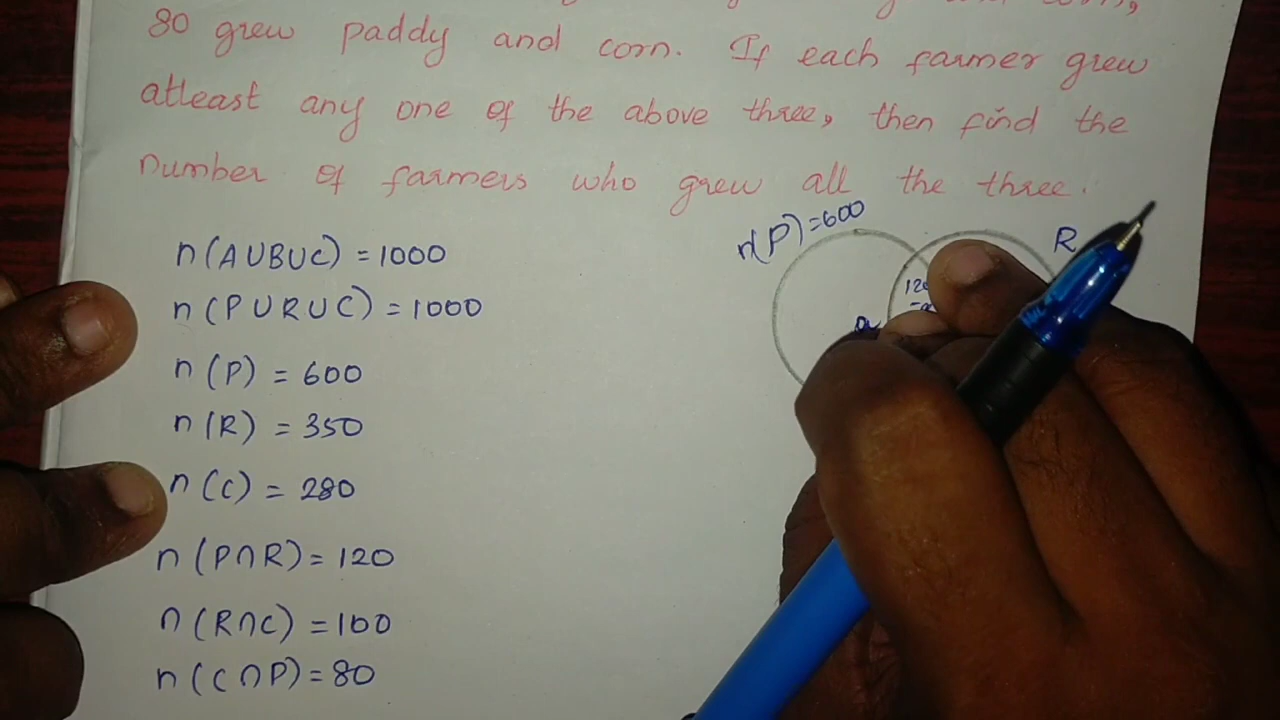 80 grew paddy and corn. If each farmer grew
atleast any one of the above three, then find the
number of farmers who grew all the three.
n(P)=600
R
n(AUBUC) = 1000
n(PURUC) = 1000
n(P) = 600
n(R) = 350
n(C) = 280
n(P∩R) = 120
n(R∩C) = 100
n(C∩P) = 80